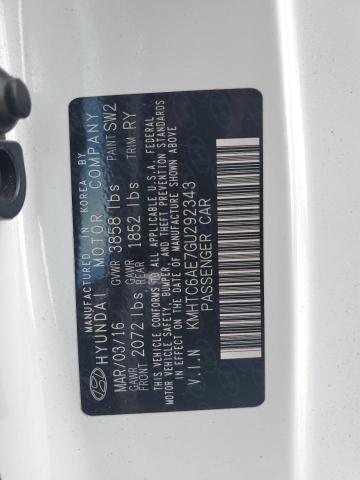 MANUFACTURED IN KOREA BY
HYUNDAI MOTOR COMPANY
MAR/03/16 GVWR 3858 lbs PAINT SW2
GAWR FRONT 2072 lbs GAWR REAR 1852 lbs TRIM RY
THIS VEHICLE CONFORMS TO ALL APPLICABLE U.S.A. FEDERAL
MOTOR VEHICLE SAFETY, BUMPER, AND THEFT PREVENTION STANDARDS
IN EFFECT ON THE DATE OF MANUFACTURE SHOWN ABOVE.
V.I.N KMHTC6AE7GU292343
PASSENGER CAR